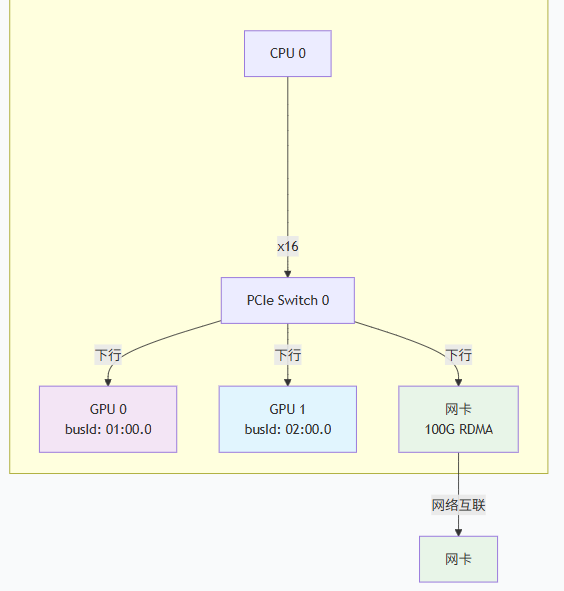 CPU 0
x16
PCIe Switch 0
下行
下行
下行
GPU 0
busId: 01:00.0
GPU 1
busId: 02:00.0
网卡
100G RDMA
网络互联
网卡